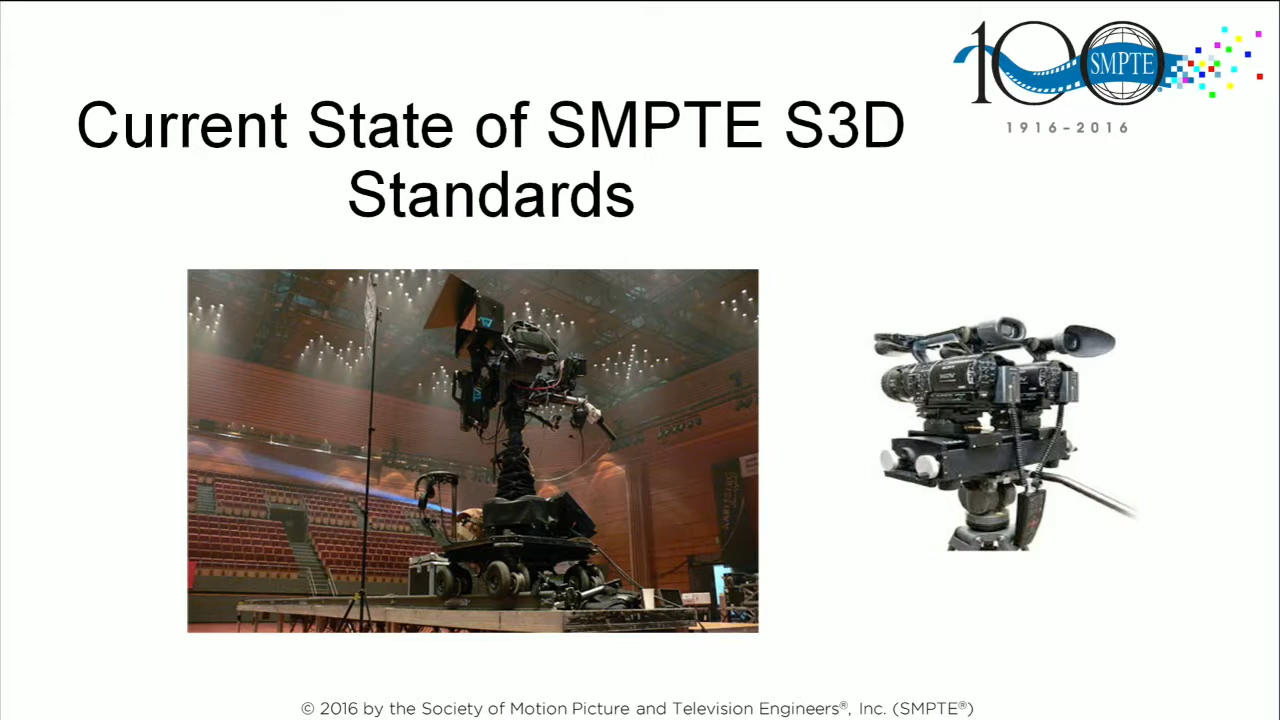 100
SMPTE
1916-2016
Current State of SMPTE S3D
Standards
© 2016 by the Society of Motion Picture and Television Engineers®, Inc. (SMPTE®)